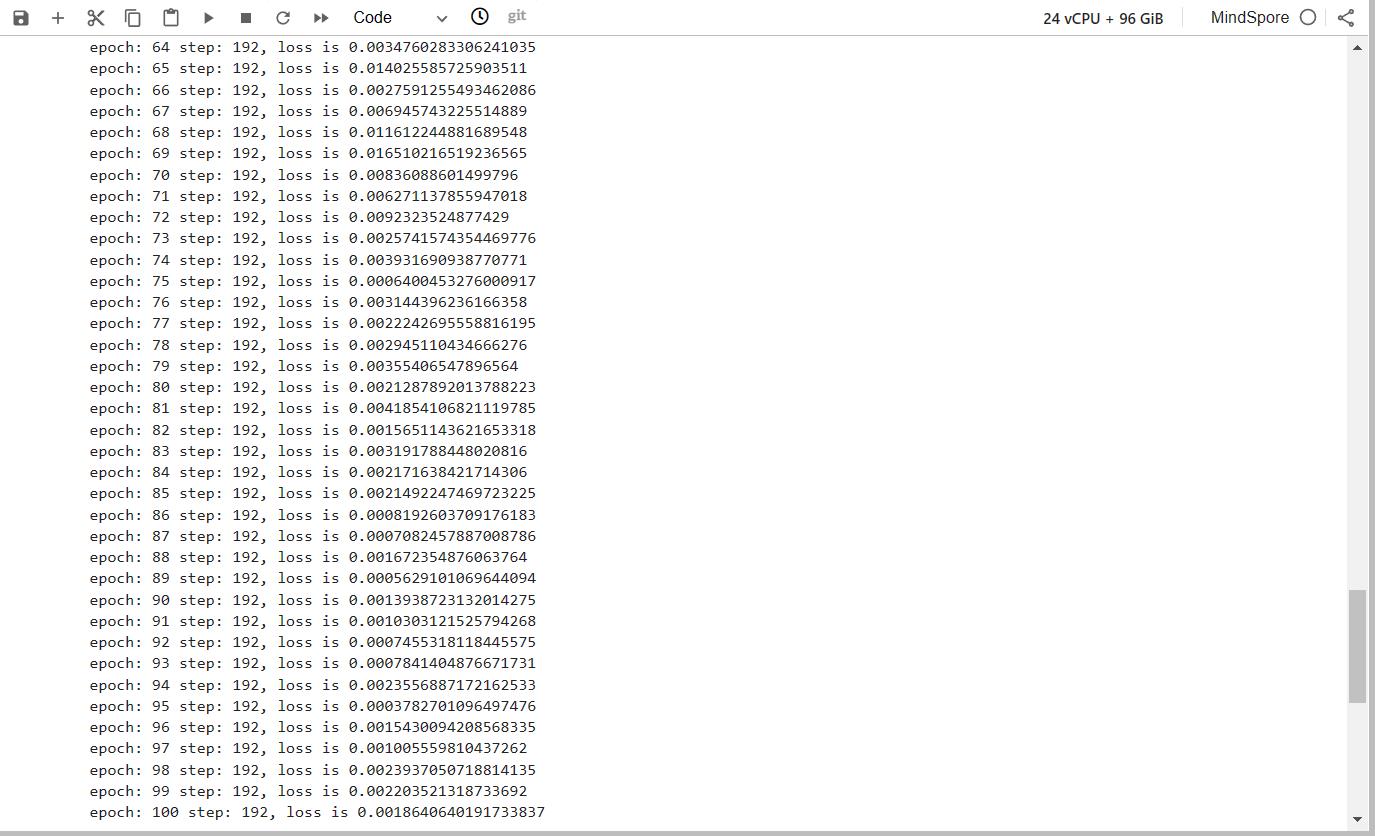 Code git 24 vCPU + 96 GiB MindSpore
epoch: 64 step: 192, loss is 0.0034760283306241035
epoch: 65 step: 192, loss is 0.014025585725903511
epoch: 66 step: 192, loss is 0.0027591255493462086
epoch: 67 step: 192, loss is 0.006945743225514889
epoch: 68 step: 192, loss is 0.011612244881689548
epoch: 69 step: 192, loss is 0.016510216519236565
epoch: 70 step: 192, loss is 0.00836088601499796
epoch: 71 step: 192, loss is 0.006271137855947018
epoch: 72 step: 192, loss is 0.0092323524877429
epoch: 73 step: 192, loss is 0.0025741574354469776
epoch: 74 step: 192, loss is 0.003931690938770771
epoch: 75 step: 192, loss is 0.0006400453276000917
epoch: 76 step: 192, loss is 0.003144396236166358
epoch: 77 step: 192, loss is 0.0022242695558816195
epoch: 78 step: 192, loss is 0.002945110434666276
epoch: 79 step: 192, loss is 0.00355406547896564
epoch: 80 step: 192, loss is 0.0021287892013788223
epoch: 81 step: 192, loss is 0.0041854106821119785
epoch: 82 step: 192, loss is 0.0015651143621653318
epoch: 83 step: 192, loss is 0.003191788448020816
epoch: 84 step: 192, loss is 0.002171638421714306
epoch: 85 step: 192, loss is 0.0021492247469723225
epoch: 86 step: 192, loss is 0.0008192603709176183
epoch: 87 step: 192, loss is 0.0007082457887008786
epoch: 88 step: 192, loss is 0.001672354876063764
epoch: 89 step: 192, loss is 0.0005629101069644094
epoch: 90 step: 192, loss is 0.0013938723132014275
epoch: 91 step: 192, loss is 0.0010303121525794268
epoch: 92 step: 192, loss is 0.0007455318118445575
epoch: 93 step: 192, loss is 0.0007841404876671731
epoch: 94 step: 192, loss is 0.0023556887172162533
epoch: 95 step: 192, loss is 0.0003782701096497476
epoch: 96 step: 192, loss is 0.0015430094208568335
epoch: 97 step: 192, loss is 0.001005559810437262
epoch: 98 step: 192, loss is 0.0023937050718814135
epoch: 99 step: 192, loss is 0.002203521318733692
epoch: 100 step: 192, loss is 0.0018640640191733837